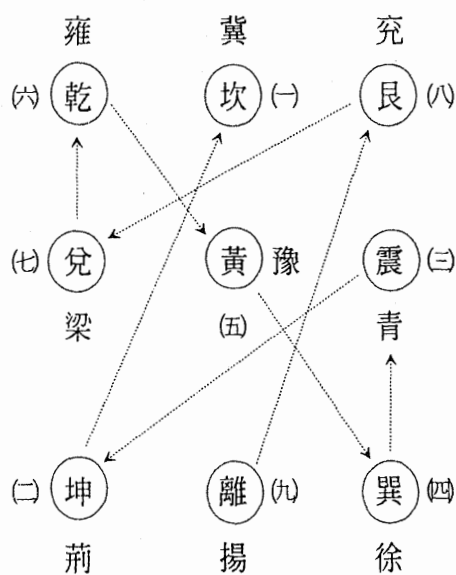 雍 冀 兗
㈥ 乾 坎 ㈠ 艮 ㈧
㈦ 兌 黃 豫 震 ㈢
梁 ㈤ 青
㈡ 坤 離 ㈨ 巽 ㈣
荊 揚 徐